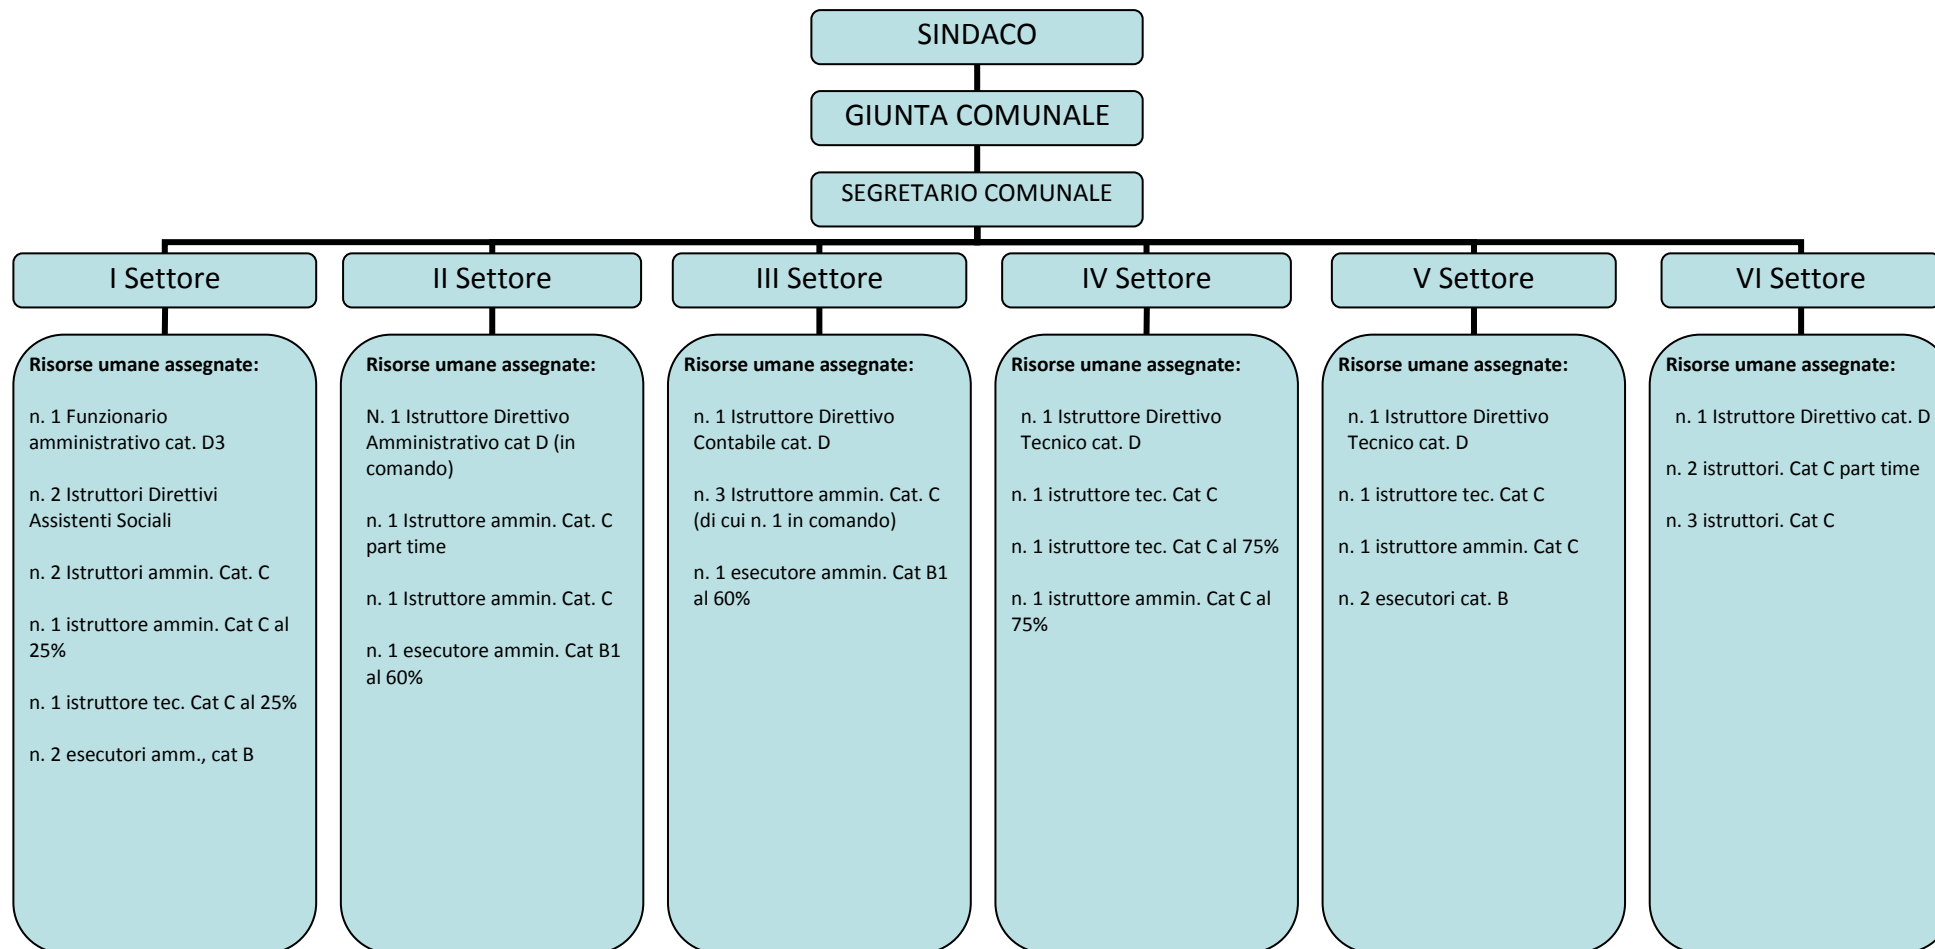 SINDACO
GIUNTA COMUNALE
SEGRETARIO COMUNALE
I Settore
II Settore
III Settore
IV Settore
V Settore
VI Settore
Risorse umane assegnate:
n. 1 Funzionario
amministrativo cat. D3
n. 2 Istruttori Direttivi
Assistenti Sociali
n. 2 Istruttori ammin. Cat. C
n. 1 istruttore ammin. Cat C al
25%
n. 1 istruttore tec. Cat C al 25%
n. 2 esecutori amm., cat B
Risorse umane assegnate:
N. 1 Istruttore Direttivo
Amministrativo cat D (in
comando)
n. 1 Istruttore ammin. Cat. C
part time
n. 1 Istruttore ammin. Cat. C
n. 1 esecutore ammin. Cat B1
al 60%
Risorse umane assegnate:
n. 1 Istruttore Direttivo
Contabile cat. D
n. 3 Istruttore ammin. Cat. C
(di cui n. 1 in comando)
n. 1 esecutore ammin. Cat B1
al 60%
Risorse umane assegnate:
n. 1 Istruttore Direttivo
Tecnico cat. D
n. 1 istruttore tec. Cat C
n. 1 istruttore tec. Cat C al 75%
n. 1 istruttore ammin. Cat C al
75%
Risorse umane assegnate:
n. 1 Istruttore Direttivo
Tecnico cat. D
n. 1 istruttore tec. Cat C
n. 1 istruttore ammin. Cat C
n. 2 esecutori cat. B
Risorse umane assegnate:
n. 1 Istruttore Direttivo cat. D
n. 2 istruttori. Cat C part time
n. 3 istruttori. Cat C